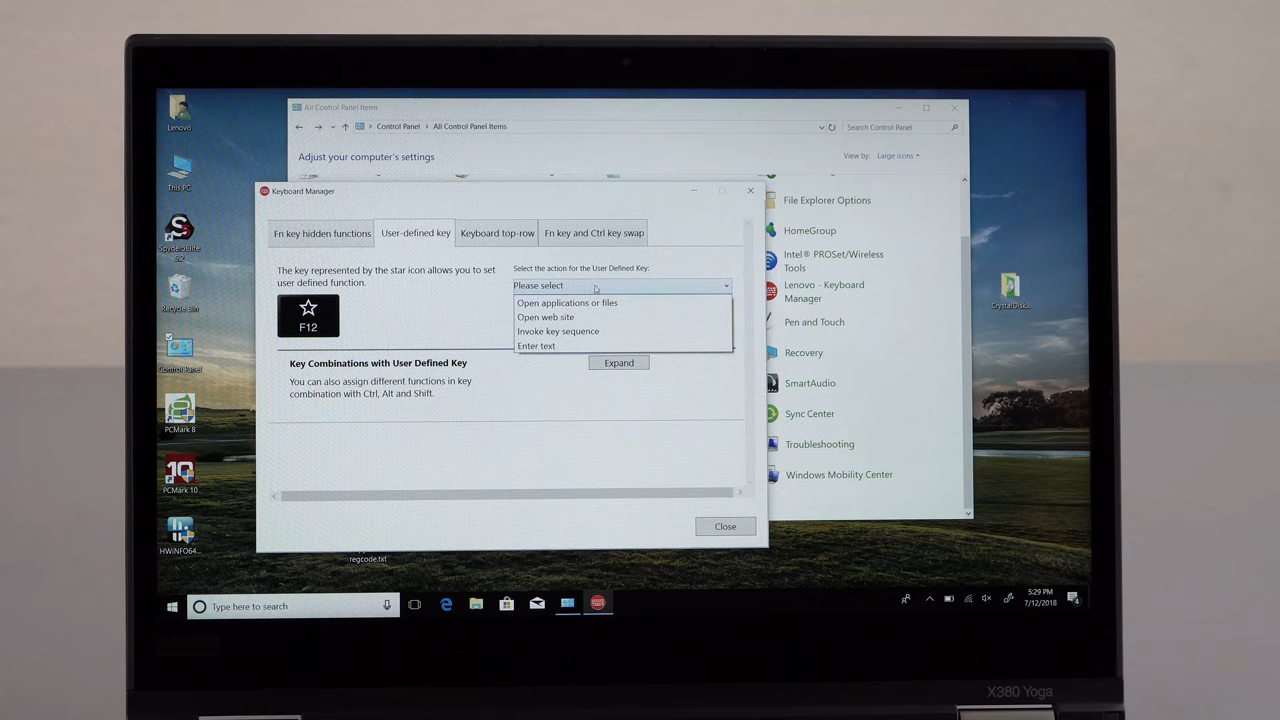 Lenovo
This PC
Spyder5Elite
Recycle Bin
Control Panel
PCMark 8
PCMark 10
HWiNFO64...
regcode.txt
CrystalDisk...
All Control Panel Items
Control Panel
All Control Panel Items
Search Control Panel
Adjust your computer's settings
View by:
Large icons
File Explorer Options
HomeGroup
Intel® PROSet/Wireless
Tools
Lenovo - Keyboard
Manager
Pen and Touch
Recovery
SmartAudio
Sync Center
Troubleshooting
Windows Mobility Center
Keyboard Manager
Fn key hidden functions
User-defined key
Keyboard top-row
Fn key and Ctrl key swap
The key represented by the star icon allows you to set
user defined function.
F12
Select the action for the User Defined Key:
Please select
Open applications or files
Open web site
Invoke key sequence
Enter text
Key Combinations with User Defined Key
Expand
You can also assign different functions in key
combination with Ctrl, Alt and Shift.
Close
Type here to search
5:29 PM
7/12/2018
4
X380 Yoga